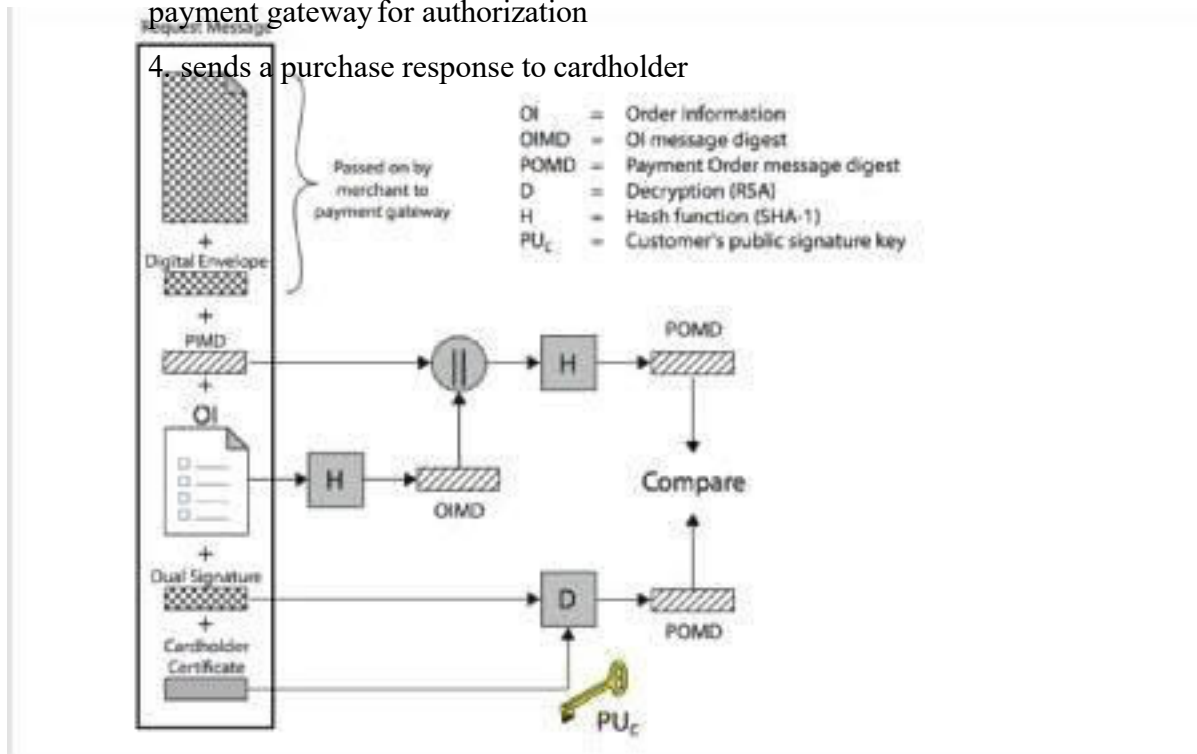 payment gateway for authorization
Request Message
4. sends a purchase response to cardholder
OI = Order Information
OIMD = OI message digest
POMD = Payment Order message digest
D = Decryption (RSA)
H = Hash function (SHA-1)
PUc = Customer's public signature key
Passed on by
merchant to
payment gateway
+
Digital Envelope
+
PIMD
+
OI
||
H
POMD
H
OIMD
Compare
+
Dual Signature
D
POMD
+
Cardholder
Certificate
PUc